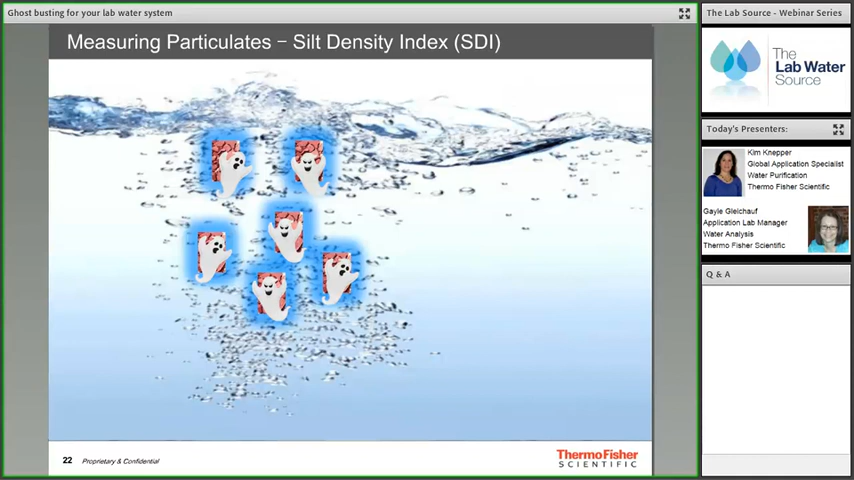 Ghost busting for your lab water system
Measuring Particulates – Silt Density Index (SDI)
22
Proprietary & Confidential
ThermoFisher
SCIENTIFIC
The Lab Source - Webinar Series
The
Lab Water
Source
Today's Presenters:
Kim Knepper
Global Application Specialist
Water Purification
Thermo Fisher Scientific
Gayle Gleichauf
Application Lab Manager
Water Analysis
Thermo Fisher Scientific
Q & A